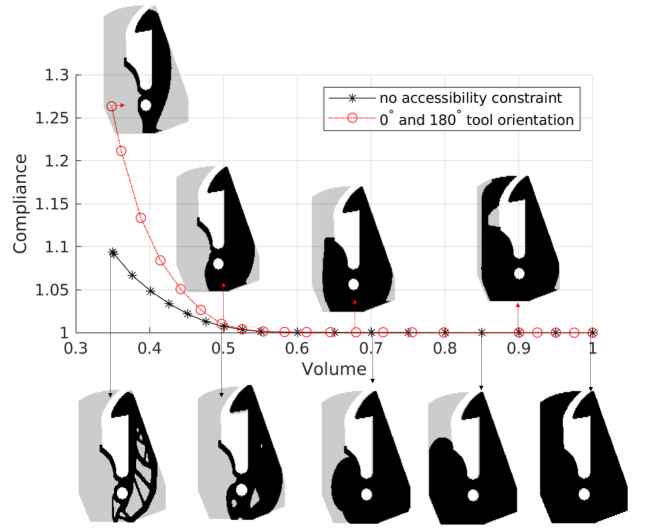 1.3
1.25
1.2
1.15
1.1
1.05
1
Compliance
no accessibility constraint
0° and 180° tool orientation
0.3 0.4 0.5 0.6 0.7 0.8 0.9 1
Volume